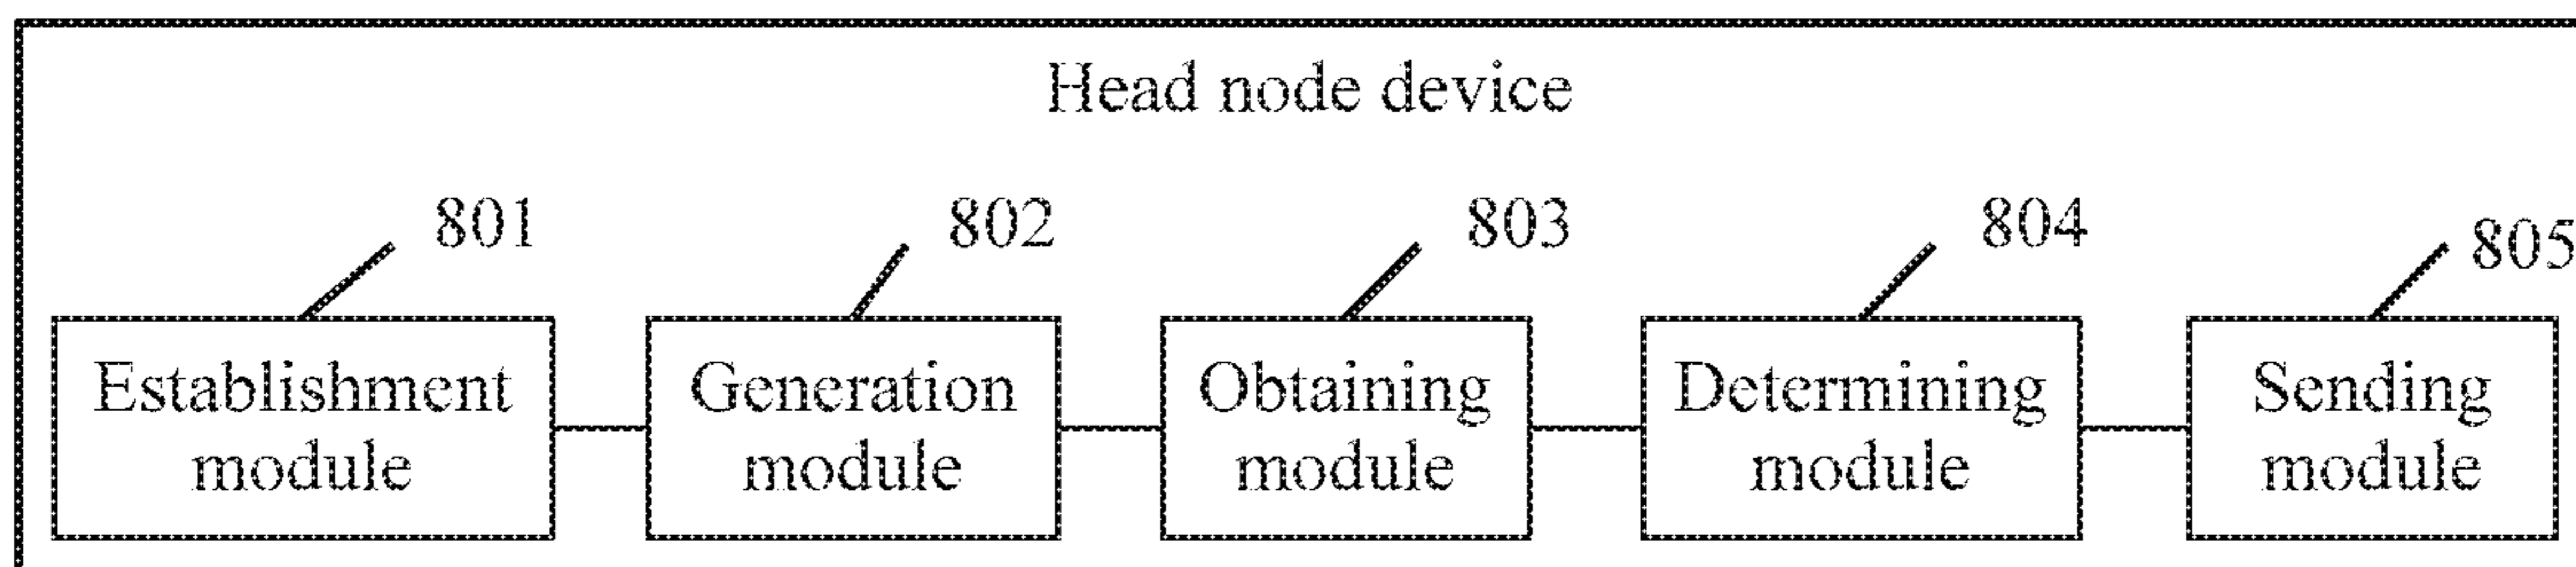 Head node device
801
802
803
804
805
Establishment
module
Generation
module
Obtaining
module
Determining
module
Sending
module